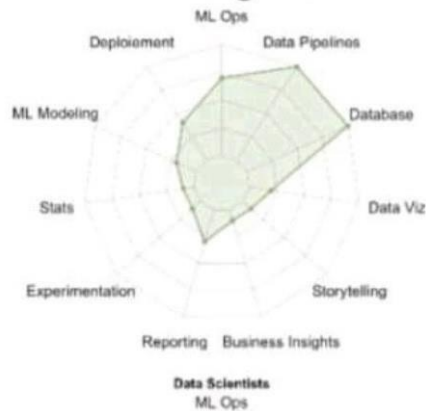 ML Ops
Deploiement Data Pipelines
ML Modeling Database
Stats Data Viz
Experimentation Storytelling
Reporting Business Insights
Data Scientists
ML Ops